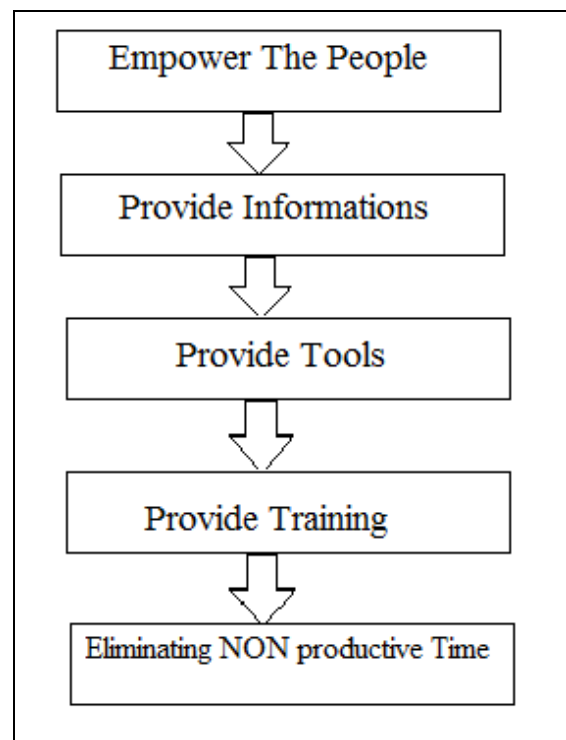 Empower The People
Provide Informations
Provide Tools
Provide Training
Eliminating NON productive Time